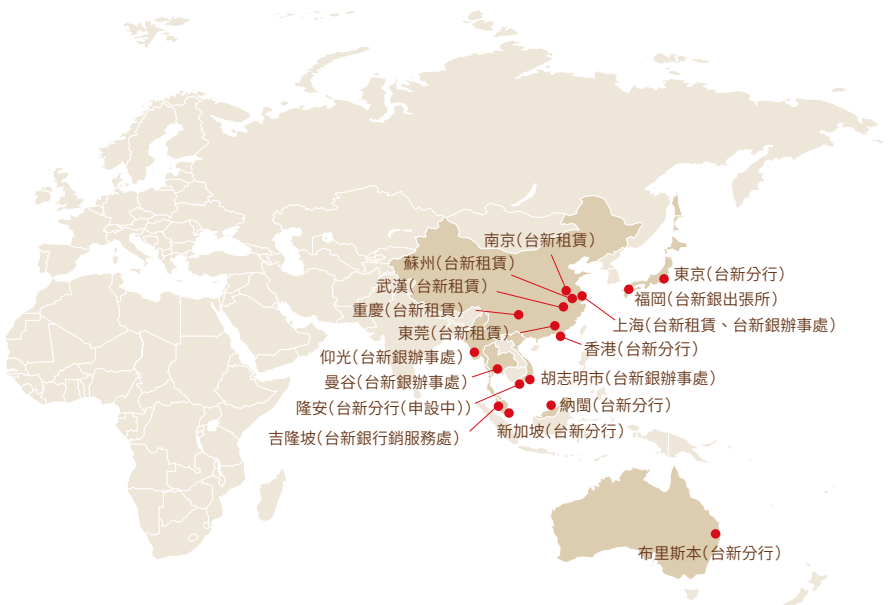 南京(台新租賃)
蘇州(台新租賃)
武漢(台新租賃)
重慶(台新租賃)
東莞(台新租賃)
仰光(台新銀辦事處)
曼谷(台新銀辦事處)
隆安(台新分行(申設中))
吉隆坡(台新銀行銷服務處)
東京(台新分行)
福岡(台新銀出張所)
上海(台新租賃、台新銀辦事處)
香港(台新分行)
胡志明市(台新銀辦事處)
納閩(台新分行)
新加坡(台新分行)
布里斯本(台新分行)